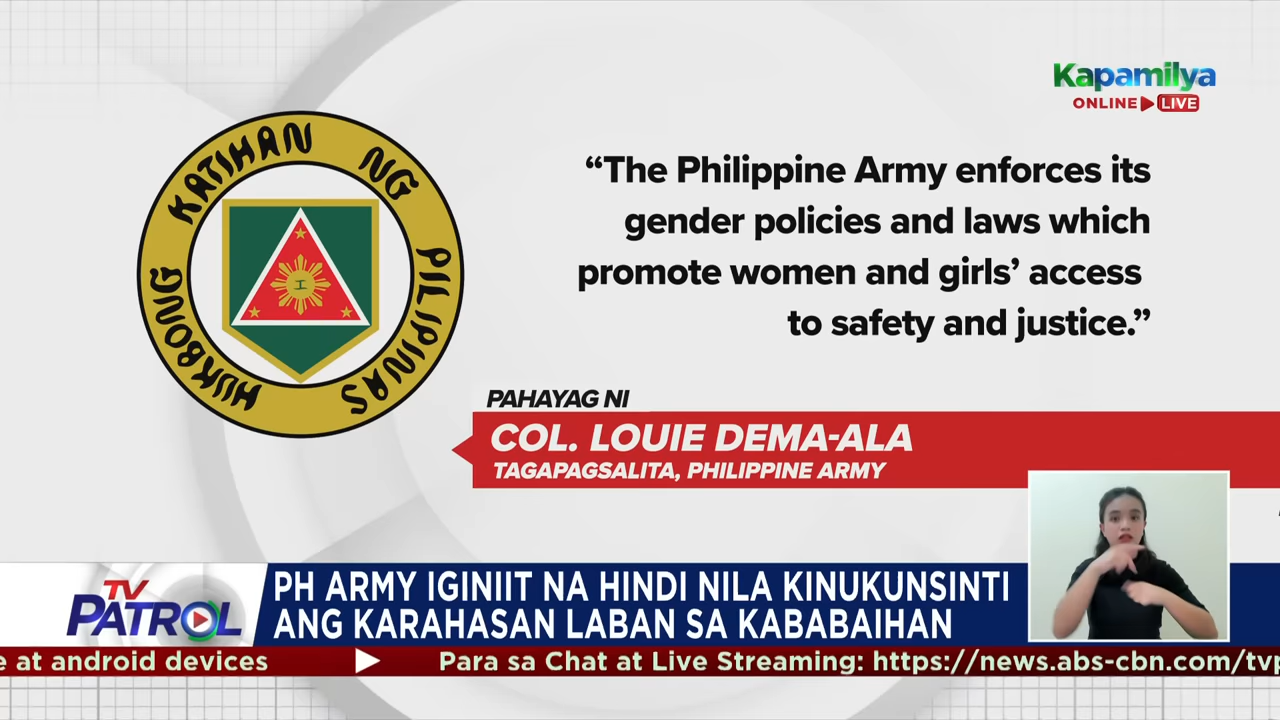 Kapamilya
ONLINE LIVE
HUKBONG KATIHAN NG PILIPINAS
“The Philippine Army enforces its
gender policies and laws which
promote women and girls’ access
to safety and justice.”
PAHAYAG NI
COL. LOUIE DEMA-ALA
TAGAPAGSALITA, PHILIPPINE ARMY
TV
PATROL
PH ARMY IGINIIT NA HINDI NILA KINUKUNSINTI
ANG KARAHASAN LABAN SA KABABAIHAN
e at android devices Para sa Chat at Live Streaming: https://news.abs-cbn.com/tvp